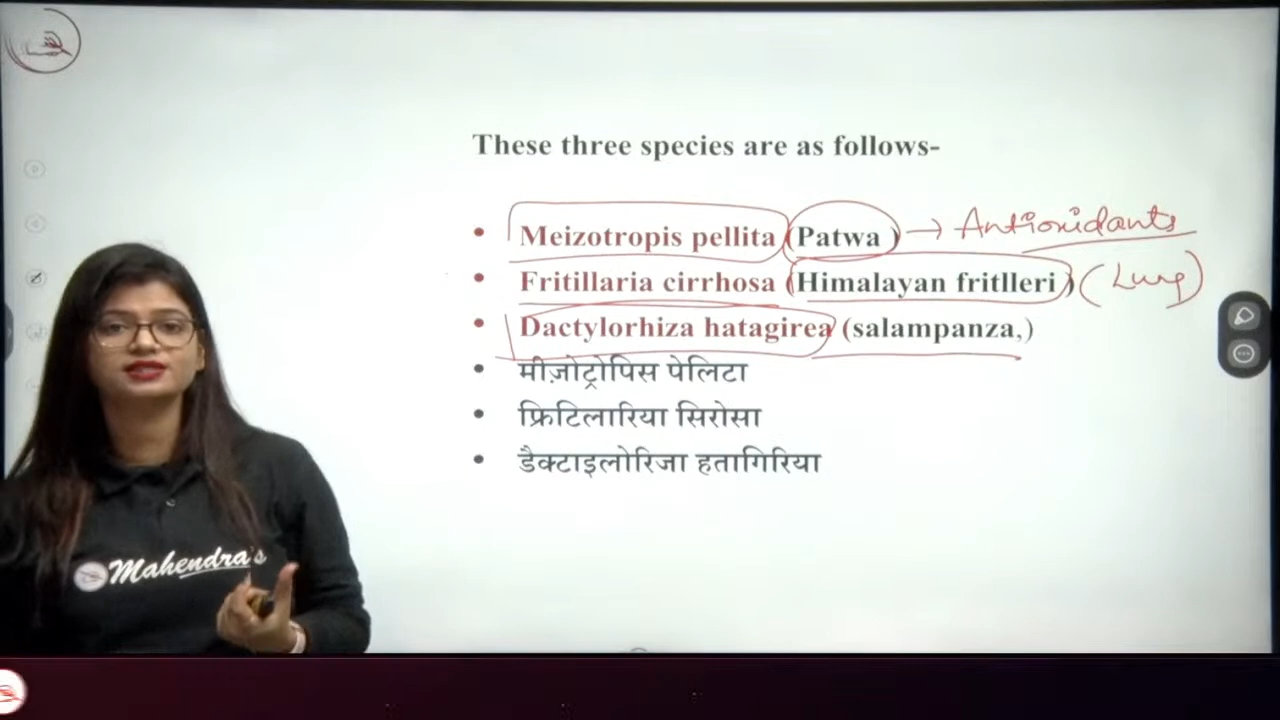 These three species are as follows-
• Meizotropis pellita (Patwa ) → Antioxidants
• Fritillaria cirrhosa (Himalayan fritlleri ) (Lung)
• Dactylorhiza hatagirea (salampanza,)
• मीज़ोट्रोपिस पेलिटा
• फ्रिटिलारिया सिरोसा
• डैक्टाइलोरिजा हतागिरिया
Mahendra's